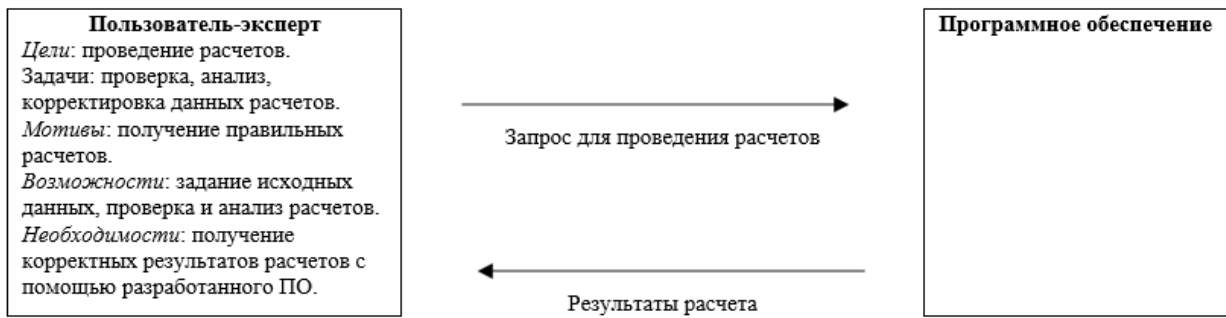 Пользователь-эксперт
Цели: проведение расчетов.
Задачи: проверка, анализ,
корректировка данных расчетов.
Мотивы: получение правильных
расчетов.
Возможности: задание исходных
данных, проверка и анализ расчетов.
Необходимости: получение
корректных результатов расчетов с
помощью разработанного ПО.
Запрос для проведения расчетов
Результаты расчета
Программное обеспечение